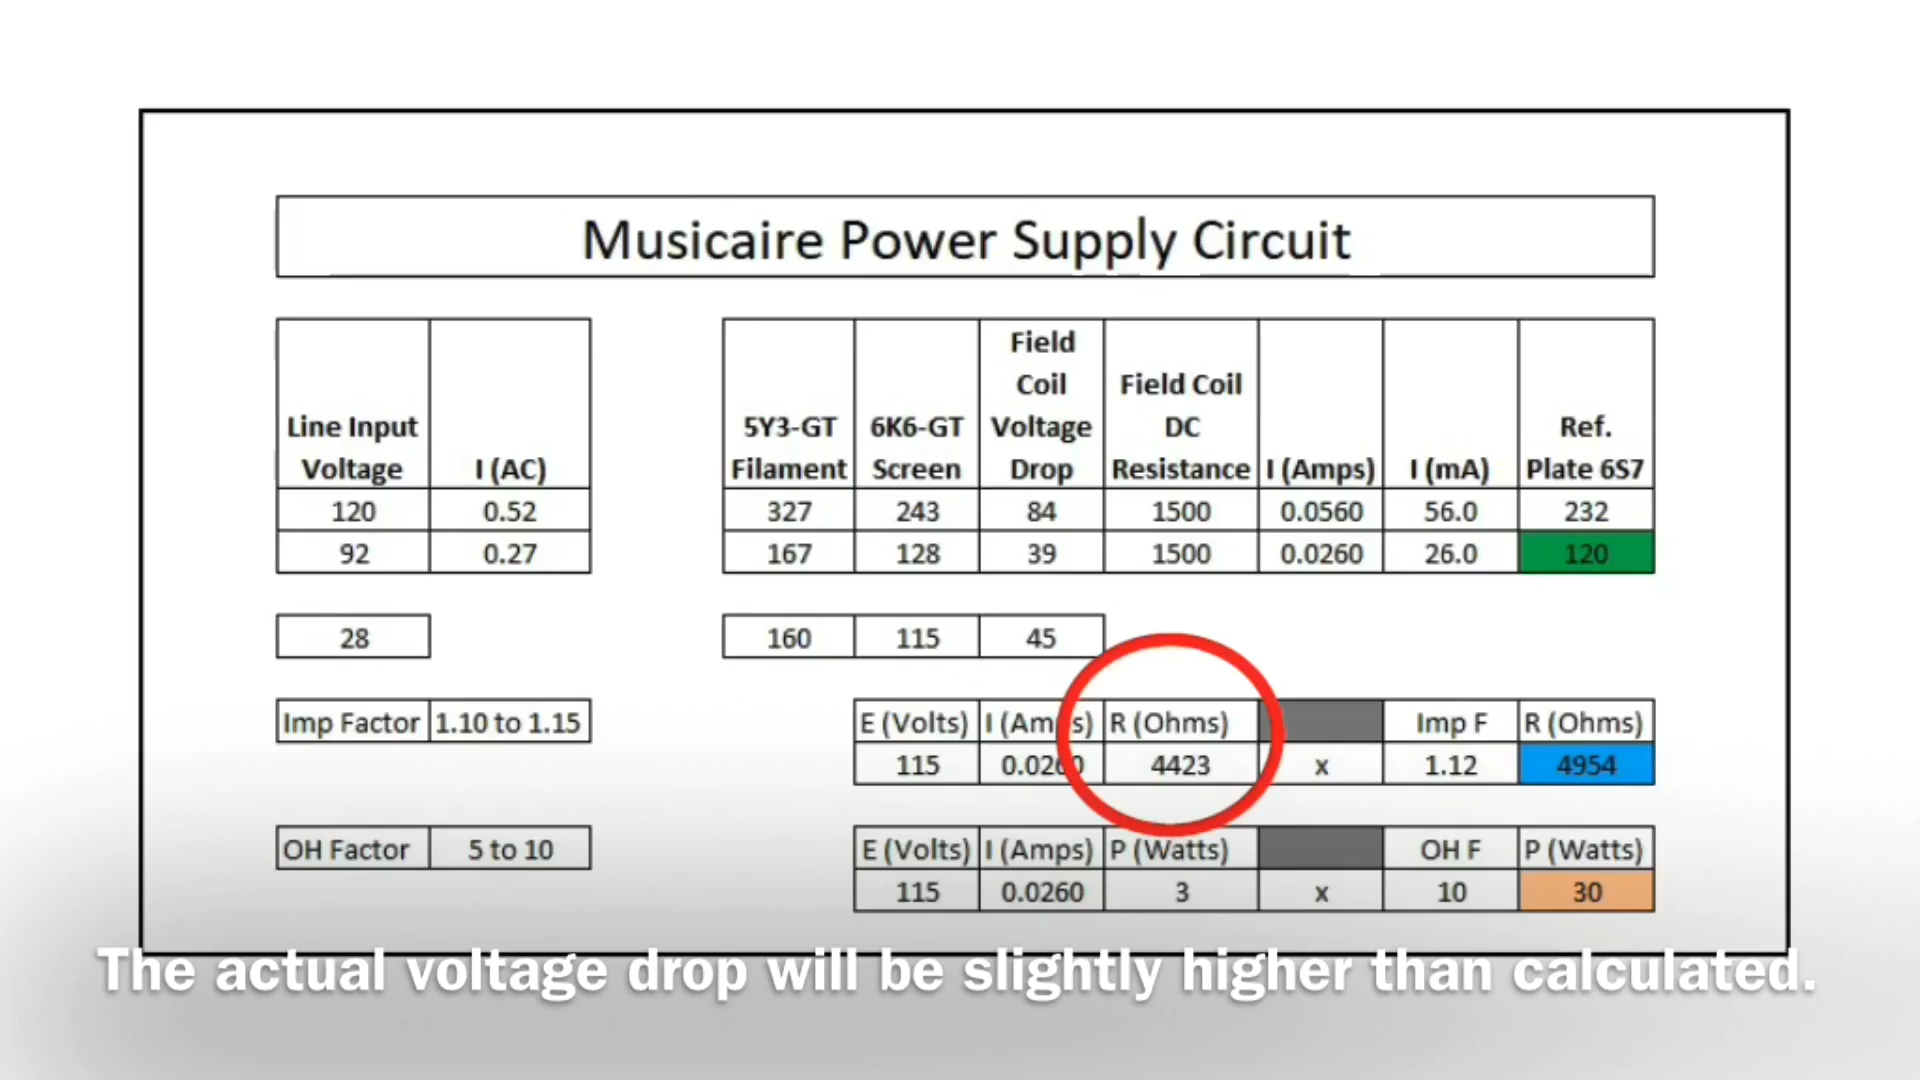 Musicaire Power Supply Circuit
Line Input Voltage I (AC)
120 0.52
92 0.27
28
Imp Factor 1.10 to 1.15
OH Factor 5 to 10
5Y3-GT Filament 6K6-GT Screen Field Coil Voltage Drop Field Coil DC Resistance I (Amps) I (mA) Ref. Plate 6S7
327 243 84 1500 0.0560 56.0 232
167 128 39 1500 0.0260 26.0 120
160 115 45
E (Volts) I (Amps) R (Ohms) Imp F R (Ohms)
115 0.0260 4423 x 1.12 4954
E (Volts) I (Amps) P (Watts) OH F P (Watts)
115 0.0260 3 x 10 30
The actual voltage drop will be slightly higher than calculated.